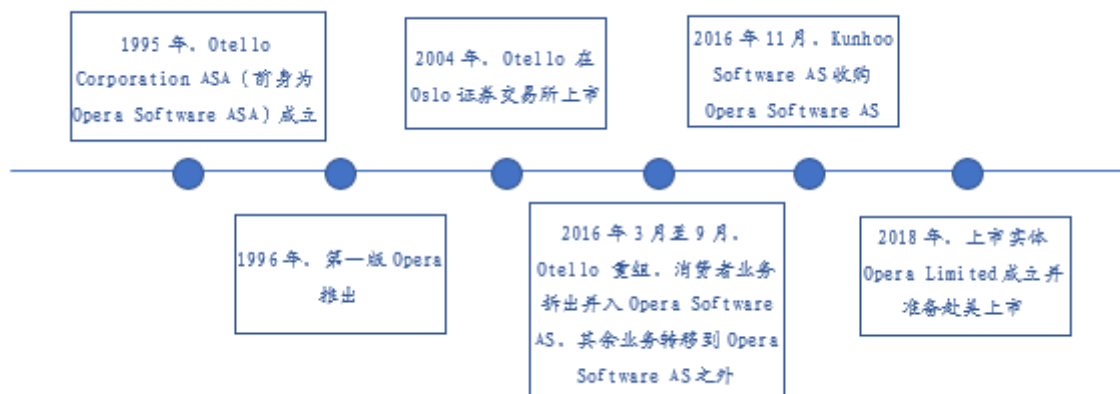 1995 年，Otello
Corporation ASA（前身为
Opera Software ASA）成立
1996 年，第一版 Opera
推出
2004 年，Otello 在
Oslo 证券交易所上市
2016 年 3 月至 9 月，
Otello 重组，消费者业务
拆出并入 Opera Software
AS，其余业务转移到 Opera
Software AS 之外
2016 年 11 月，Kunhoo
Software AS 收购
Opera Software AS
2018 年，上市实体
Opera Limited 成立并
准备赴美上市